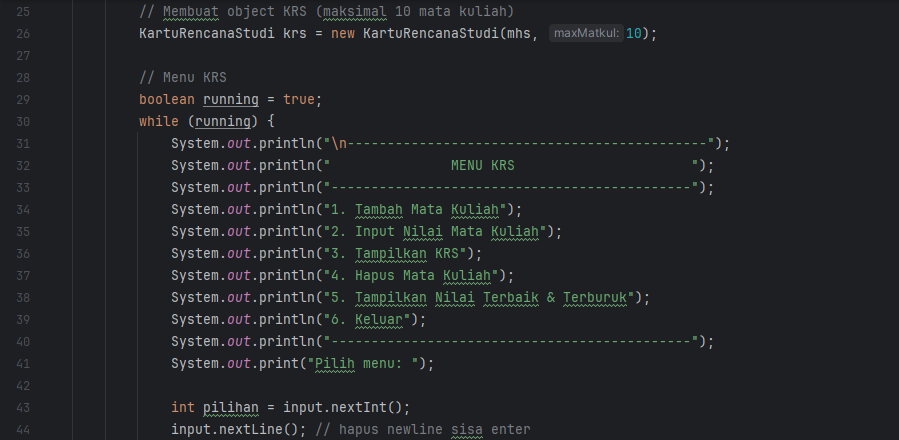 25 // Membuat object KRS (maksimal 10 mata kuliah)
26 KartuRencanaStudi krs = new KartuRencanaStudi(mhs, maxMatkul: 10);
27
28 // Menu KRS
29 boolean running = true;
30 while (running) {
31 System.out.println("\n---------------------------------------------");
32 System.out.println("               MENU KRS                      ");
33 System.out.println("---------------------------------------------");
34 System.out.println("1. Tambah Mata Kuliah");
35 System.out.println("2. Input Nilai Mata Kuliah");
36 System.out.println("3. Tampilkan KRS");
37 System.out.println("4. Hapus Mata Kuliah");
38 System.out.println("5. Tampilkan Nilai Terbaik & Terburuk");
39 System.out.println("6. Keluar");
40 System.out.println("---------------------------------------------");
41 System.out.print("Pilih menu: ");
42
43 int pilihan = input.nextInt();
44 input.nextLine(); // hapus newline sisa enter